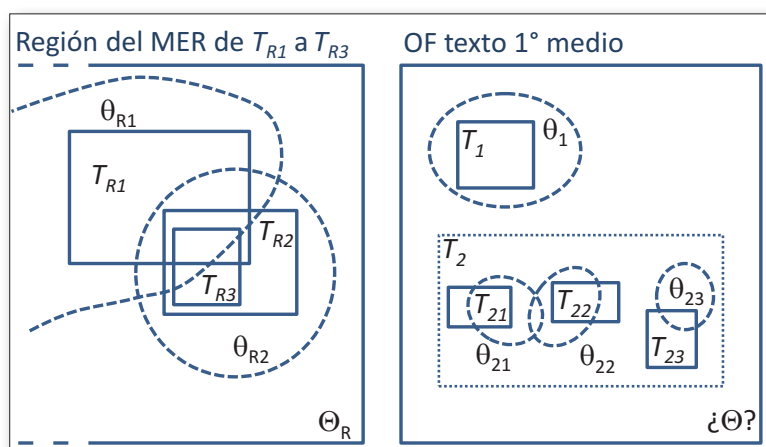 Región del MER de T_R1 a T_R3
θ_R1
T_R1
T_R2
T_R3
θ_R2
Θ_R
OF texto 1° medio
T_1
θ_1
T_2
T_21
T_22
θ_23
θ_21
θ_22
T_23
¿Θ?